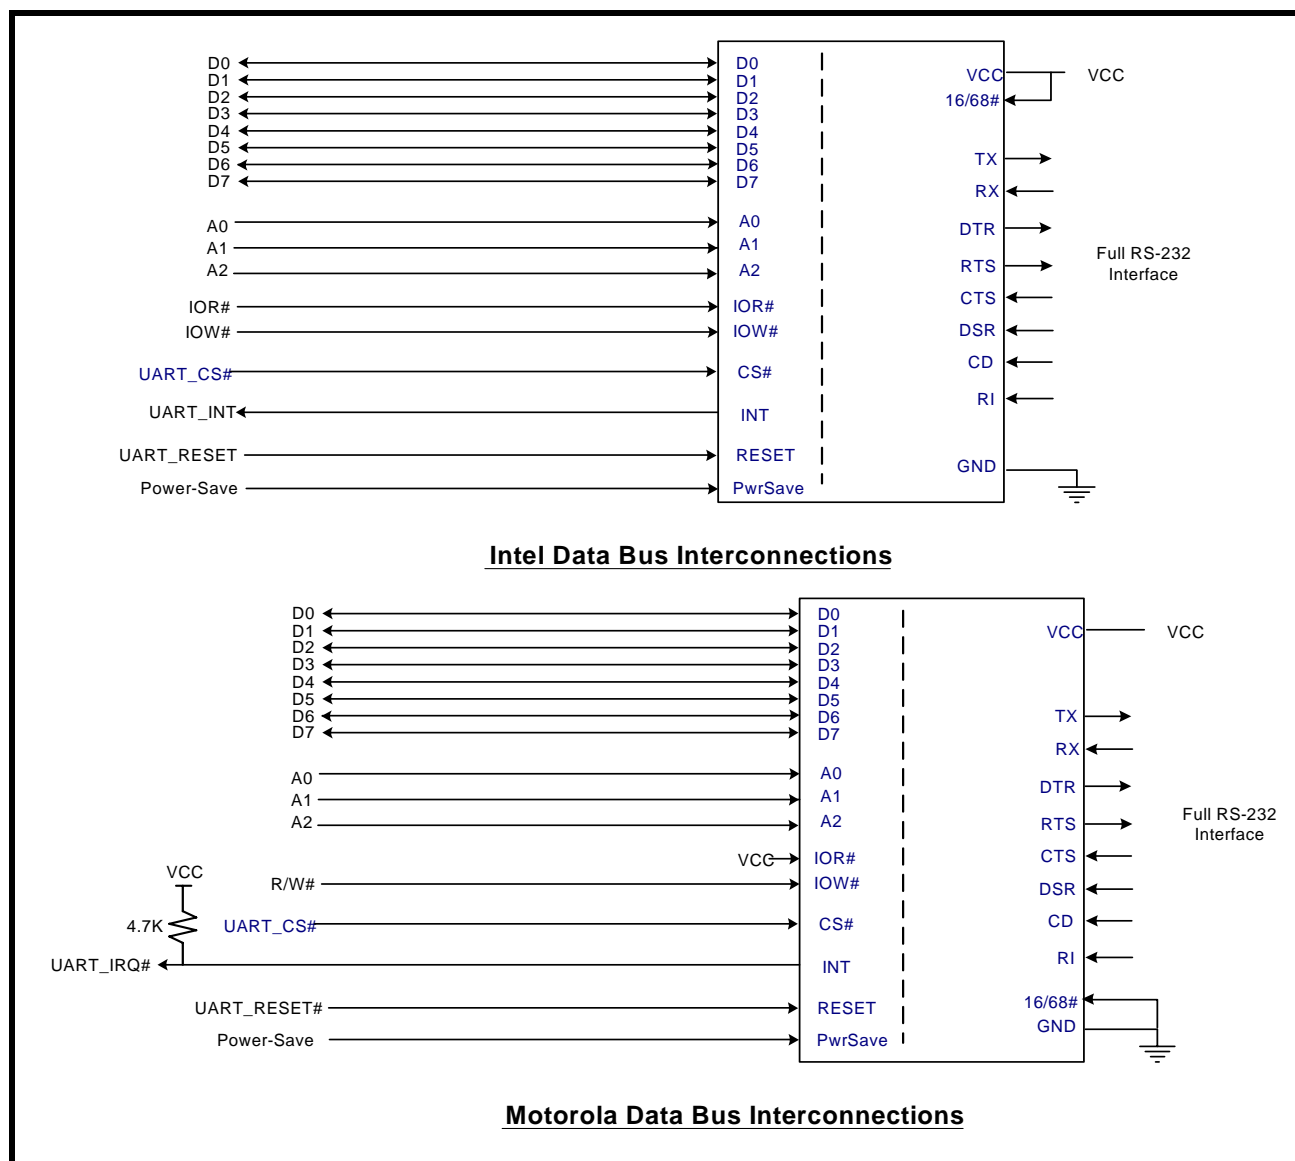 D0 D0
D1 D1
D2 D2
D3 D3
D4 D4
D5 D5
D6 D6
D7 D7
A0 A0
A1 A1
A2 A2
IOR# IOR#
IOW# IOW#
UART_CS# CS#
UART_INT INT
UART_RESET RESET
Power-Save PwrSave
VCC VCC
16/68#
TX
RX
DTR
RTS
CTS
DSR
CD
RI
GND
Full RS-232
Interface
Intel Data Bus Interconnections
D0 D0
D1 D1
D2 D2
D3 D3
D4 D4
D5 D5
D6 D6
D7 D7
A0 A0
A1 A1
A2 A2
VCC IOR#
R/W# IOW#
VCC
4.7K
UART_CS# CS#
UART_IRQ# INT
UART_RESET# RESET
Power-Save PwrSave
VCC VCC
TX
RX
DTR
RTS
CTS
DSR
CD
RI
16/68#
GND
Full RS-232
Interface
Motorola Data Bus Interconnections